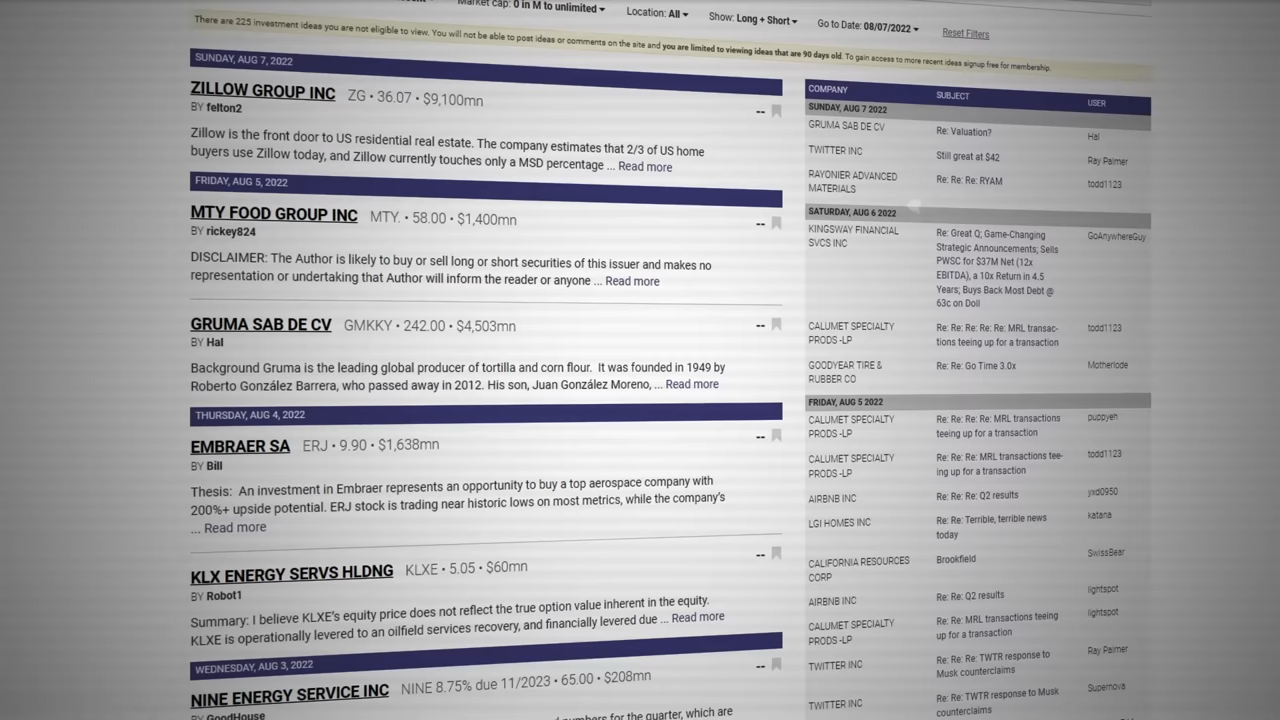 Market cap: 0 in M to unlimited
Location: All
Show: Long + Short
Go to Date: 08/07/2022
Reset Filters
There are 225 investment ideas you are not eligible to view. You will not be able to post ideas or comments on the site and you are limited to viewing ideas that are 90 days old. To gain access to more recent ideas signup free for membership.
SUNDAY, AUG 7, 2022
ZILLOW GROUP INC ZG • 36.07 • $9,100mn
BY felton2
--
Zillow is the front door to US residential real estate. The company estimates that 2/3 of US home
buyers use Zillow today, and Zillow currently touches only a MSD percentage ... Read more
FRIDAY, AUG 5, 2022
MTY FOOD GROUP INC MTY. • 58.00 • $1,400mn
BY rickey824
--
DISCLAIMER: The Author is likely to buy or sell long or short securities of this issuer and makes no
representation or undertaking that Author will inform the reader or anyone ... Read more
GRUMA SAB DE CV GMKKY • 242.00 • $4,503mn
BY Hal
--
Background Gruma is the leading global producer of tortilla and corn flour. It was founded in 1949 by
Roberto González Barrera, who passed away in 2012. His son, Juan González Moreno, ... Read more
THURSDAY, AUG 4, 2022
EMBRAER SA ERJ • 9.90 • $1,638mn
BY Bill
--
Thesis: An investment in Embraer represents an opportunity to buy a top aerospace company with
200%+ upside potential. ERJ stock is trading near historic lows on most metrics, while the company's
... Read more
KLX ENERGY SERVS HLDNG KLXE • 5.05 • $60mn
BY Robot1
--
Summary: I believe KLXE's equity price does not reflect the true option value inherent in the equity.
KLXE is operationally levered to an oilfield services recovery, and financially levered due ... Read more
WEDNESDAY, AUG 3, 2022
NINE ENERGY SERVICE INC NINE 8.75% due 11/2023 • 65.00 • $208mn
--
BY GoodHouse
numbers for the quarter, which are
COMPANY SUBJECT USER
SUNDAY, AUG 7 2022
GRUMA SAB DE CV Re: Valuation? Hal
TWITTER INC Still great at $42 Ray Palmer
RAYONIER ADVANCED Re: Re: Re: RYAM todd1123
MATERIALS
SATURDAY, AUG 6 2022
KINGSWAY FINANCIAL Re: Great Q; Game-Changing GoAnywhereGuy
SVCS INC Strategic Announcements; Sells
PWSC for $37M Net (12x
EBITDA), a 10x Return in 4.5
Years; Buys Back Most Debt @
63c on Doll
CALUMET SPECIALTY Re: Re: Re: Re: MRL transac- todd1123
PRODS -LP tions teeing up for a transaction
GOODYEAR TIRE & Re: Re: Go Time 3.0x Motherlode
RUBBER CO
FRIDAY, AUG 5 2022
CALUMET SPECIALTY Re: Re: Re: Re: MRL transactions puppyeh
PRODS -LP teeing up for a transaction
CALUMET SPECIALTY Re: Re: Re: MRL transactions tee- todd1123
PRODS -LP ing up for a transaction
AIRBNB INC Re: Re: Re: Q2 results yxd0950
LGI HOMES INC Re: Re: Terrible, terrible news katana
today
CALIFORNIA RESOURCES Brookfield SwissBear
CORP
AIRBNB INC Re: Re: Q2 results lightspot
CALUMET SPECIALTY Re: Re: MRL transactions teeing lightspot
PRODS -LP up for a transaction
TWITTER INC Re: Re: Re: TWTR response to Ray Palmer
Musk counterclaims
TWITTER INC Re: Re: TWTR response to Musk Supernova
counterclaims